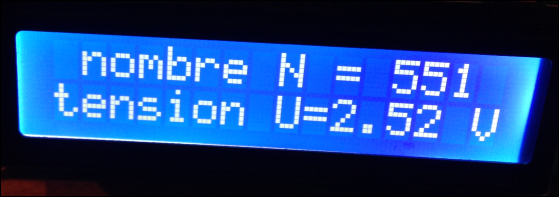 nombre N = 551
tension U=2.52 V